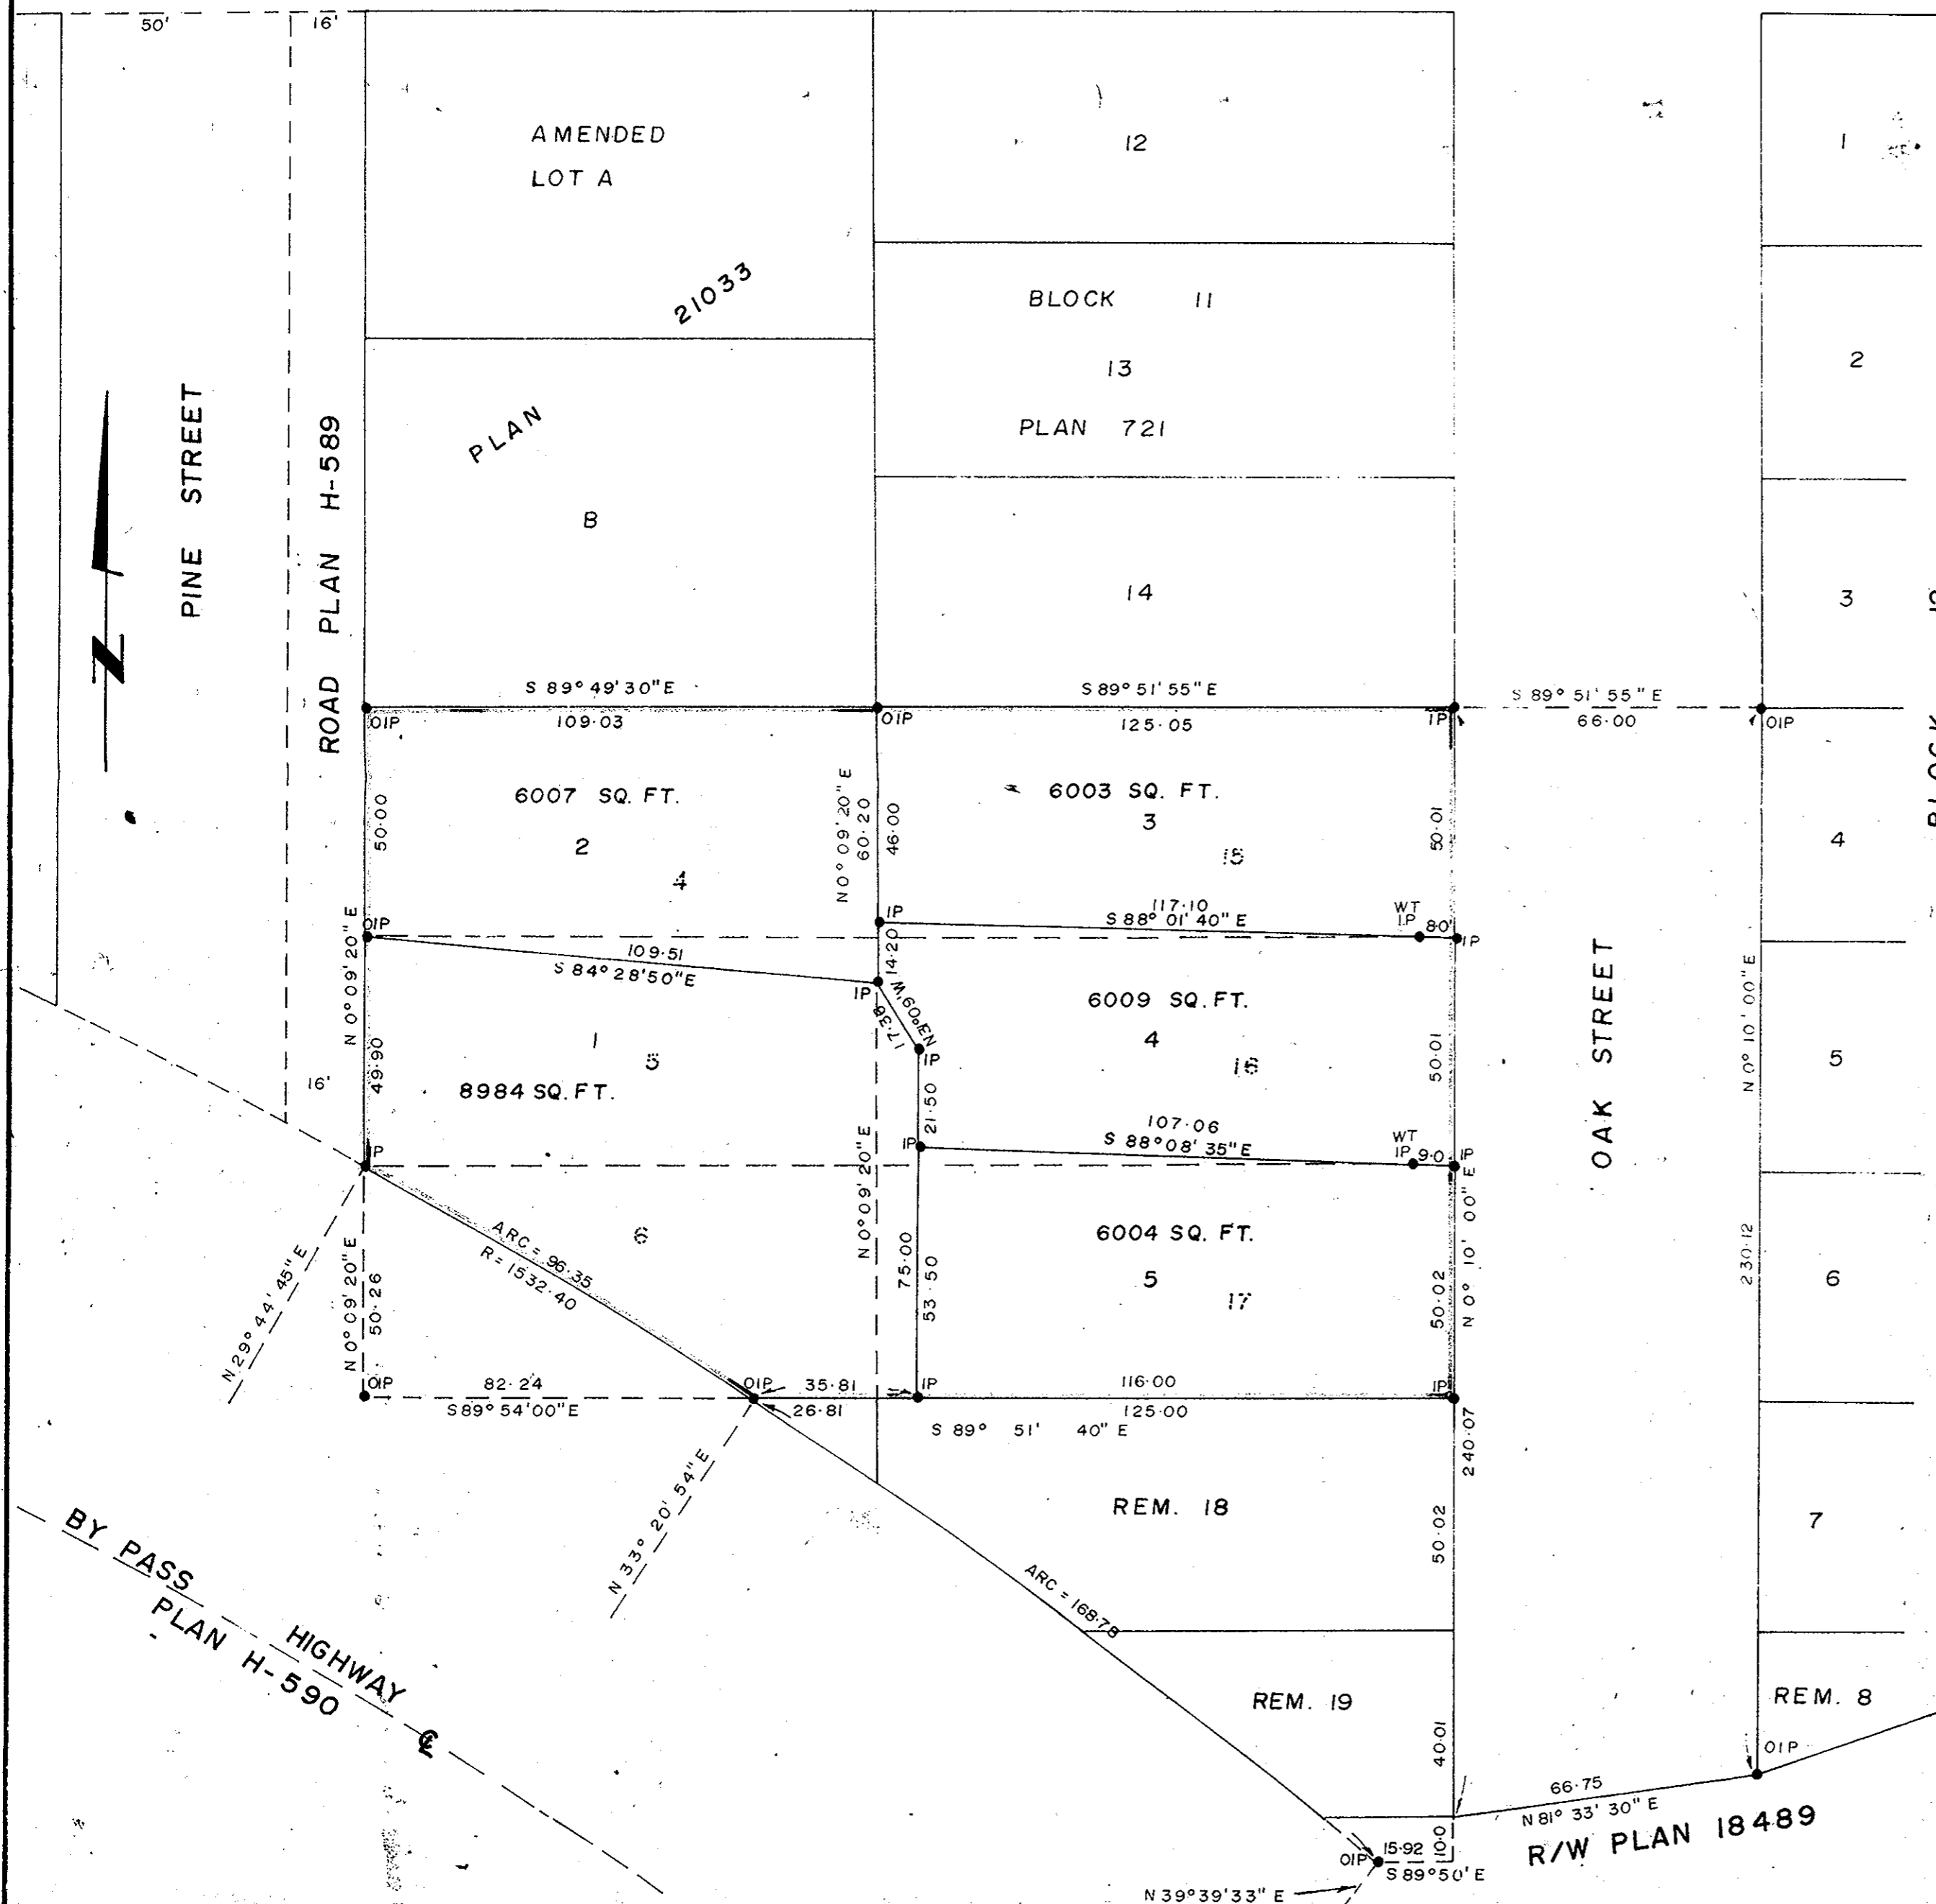 50'
16'
AMENDED
LOT A
12
1
21033
BLOCK 11
13
2
PLAN 721
PINE STREET
ROAD PLAN H-589
PLAN
B
14
3
N
S 89° 49' 30" E
S 89° 51' 55" E
S 89° 51' 55" E
OIP
109.03
OIP
125.05
IP
66.00
OIP
50.00
6007 SQ. FT.
2
4
N 0° 09' 20" E
60.20
46.00
6003 SQ. FT.
3
15
50.01
4
BLOCK
OIP
N 0° 09' 20" E
109.51
S 84° 28' 50" E
IP
117.10
S 88° 01' 40" E
WT
IP
8.0'
IP
14.20
IP
N 31° 09' W
17.38
IP
6009 SQ. FT.
4
16
50.01
OAK STREET
N 0° 10' 00" E
5
1
5
8984 SQ. FT.
16'
49.90
21.50
107.06
S 88° 08' 35" E
IP
WT
IP
9.0
IP
IP
N 0° 09' 20" E
6
ARC = 96.35
R = 1532.40
6004 SQ. FT.
5
17
75.00
53.50
50.02
N 0° 10' 00" E
230.12
6
N 29° 44' 45" E
N 0° 09' 20" E
50.26
OIP
82.24
S 89° 54' 00" E
OIP
35.81
26.81
IP
116.00
125.00
IP
S 89° 51' 40" E
240.07
N 33° 20' 54" E
REM. 18
50.02
7
BY PASS HIGHWAY
PLAN H-590
℄
ARC = 168.78
REM. 19
40.01
REM. 8
OIP
66.75
N 81° 33' 30" E
R/W PLAN 18489
OIP
15.92
10.0
S 89° 50' E
N 39° 39' 33" E